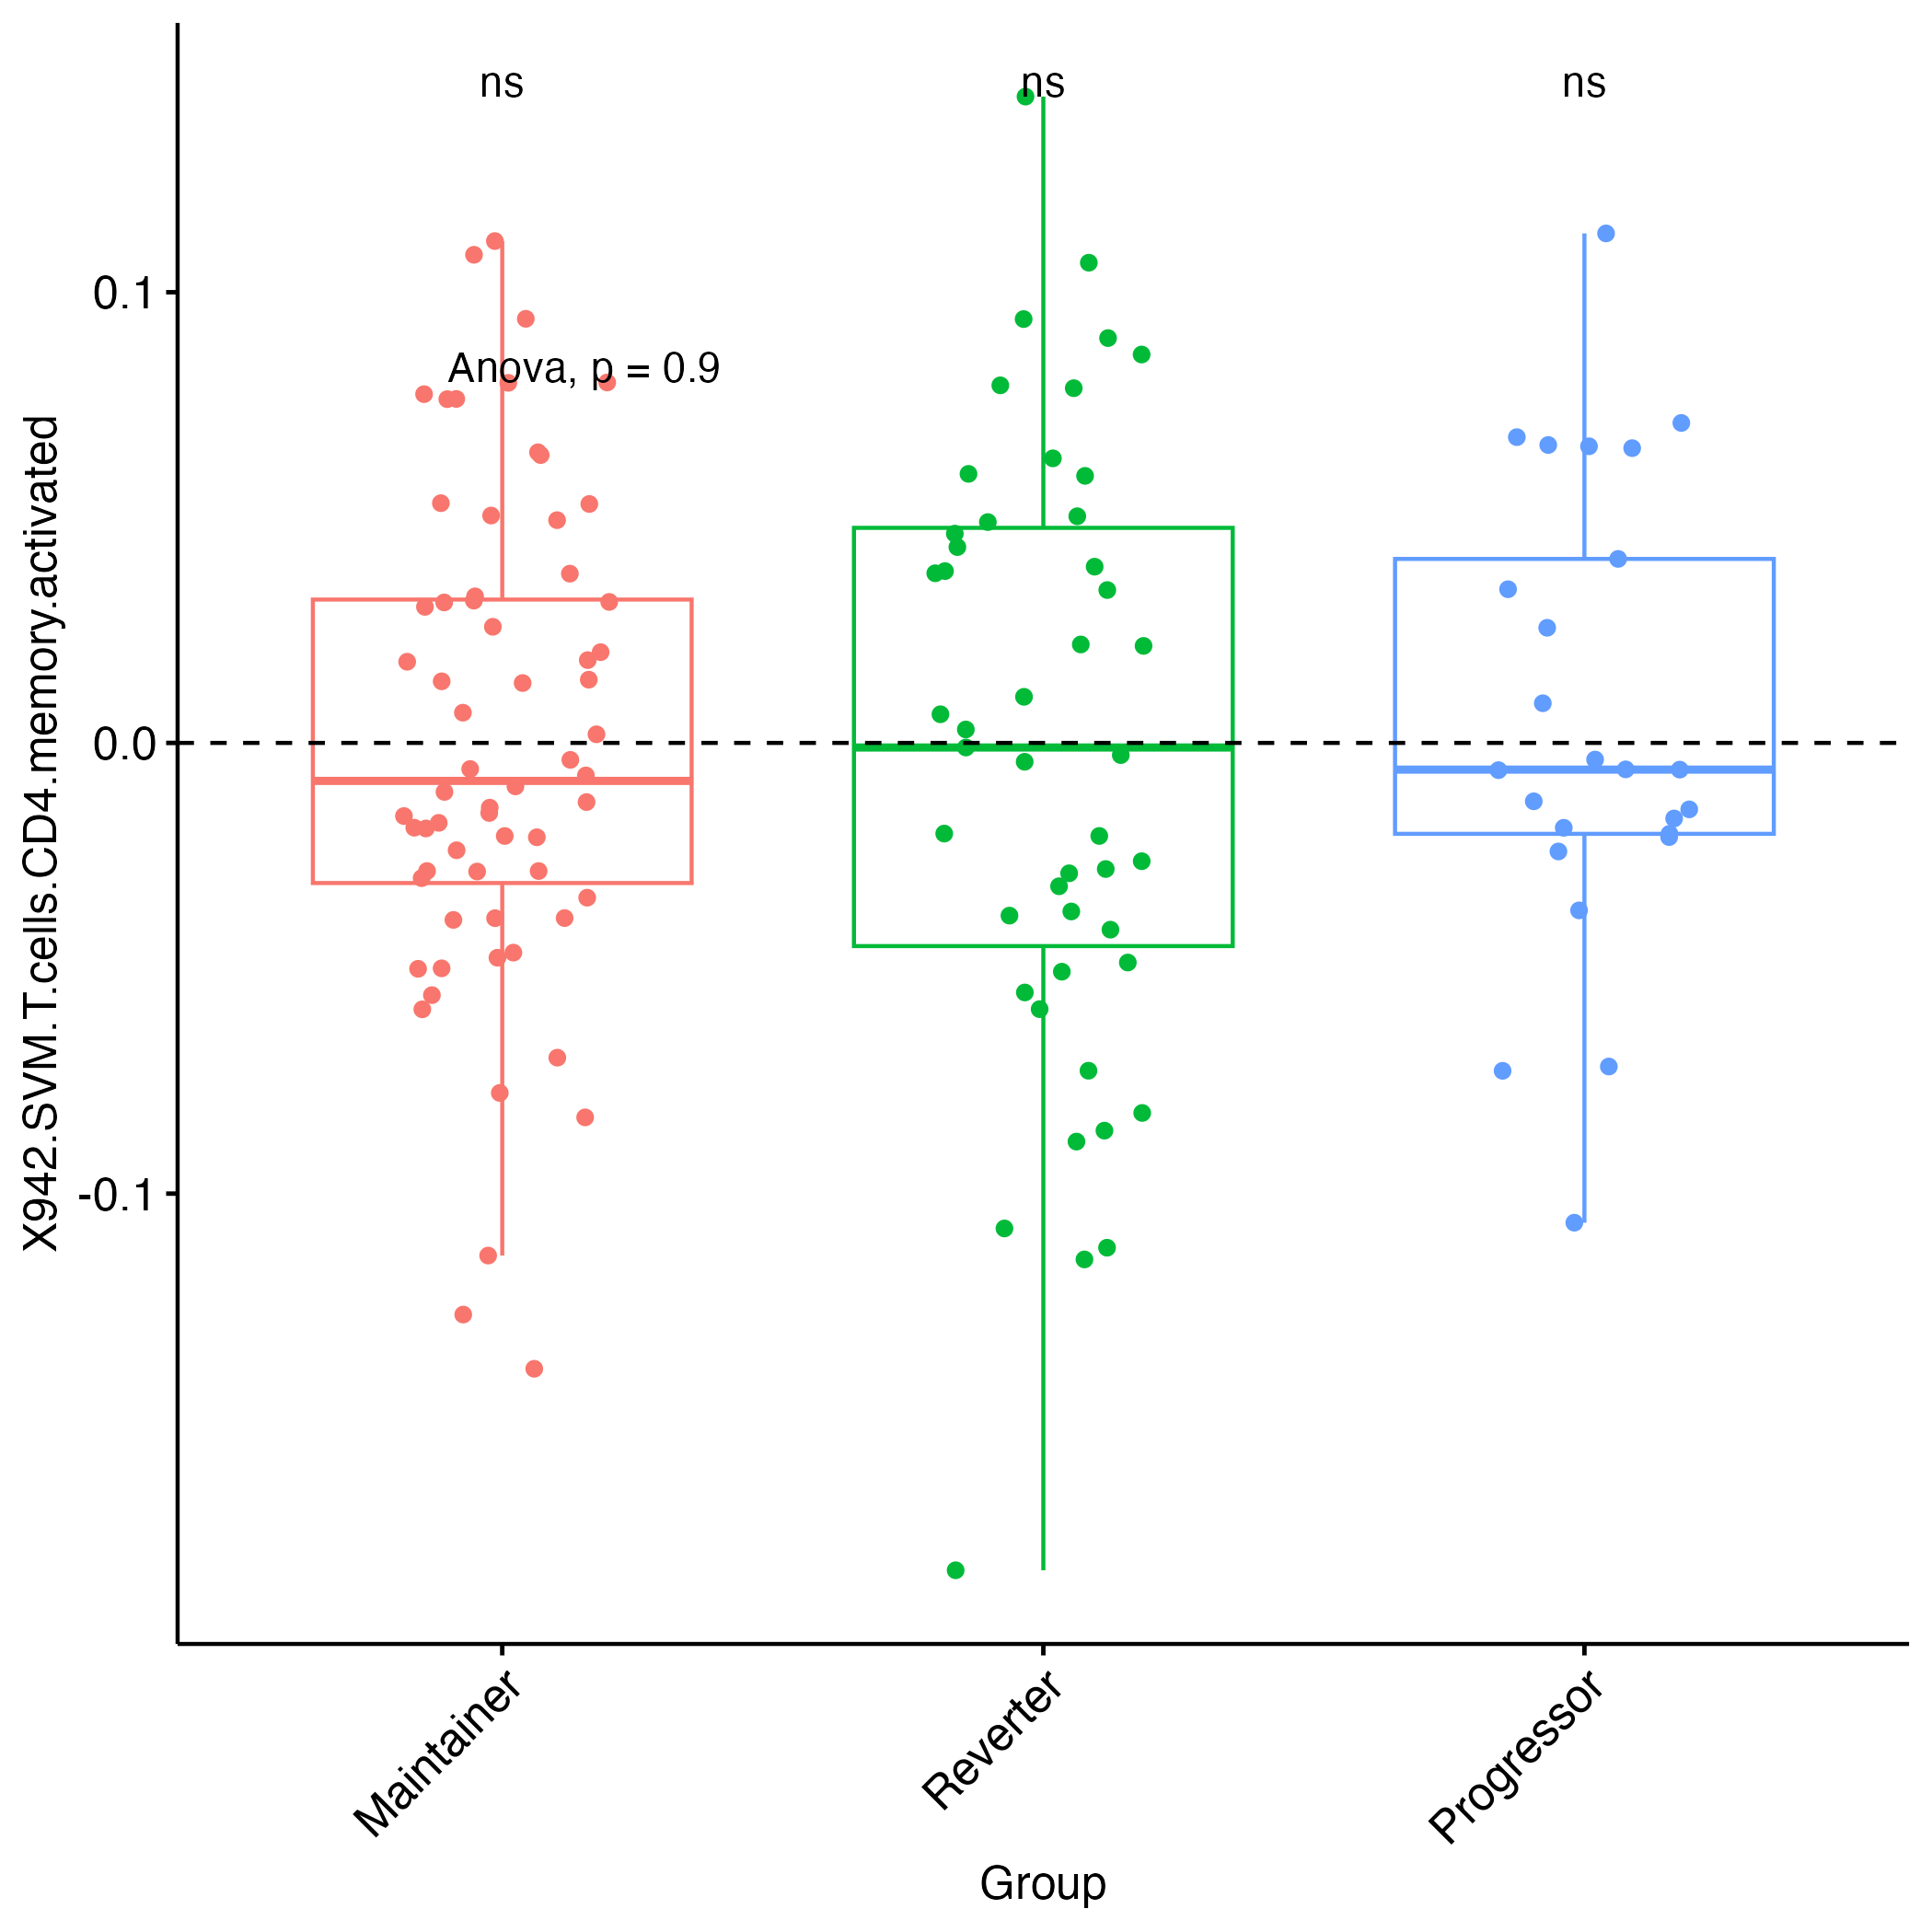 ns
ns
ns
Anova, p = 0.9
X942.SVM.T.cells.CD4.memory.activated
0.1
0.0
-0.1
Maintainer
Reverter
Progressor
Group